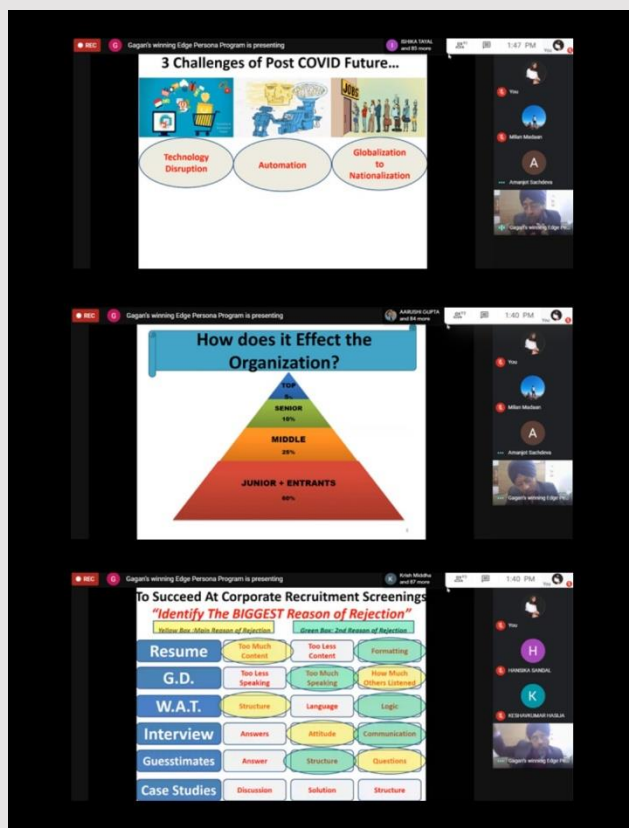 REC
G
Gagan's winning Edge Persona Program is presenting
ISHIKA TAYAL
and 85 more
1:47 PM
You
3 Challenges of Post COVID Future...
JOBS
Technology
Disruption
Automation
Globalization
to
Nationalization
You
Milan Madaan
A
Amanjot Sachdeva
Gagan's winning Edge Pe...
REC
G
Gagan's winning Edge Persona Program is presenting
AARUSHI GUPTA
and 84 more
1:40 PM
You
How does it Effect the
Organization?
TOP
SENIOR
MIDDLE
JUNIOR + ENTRANTS
You
Milan Madaan
A
Amanjot Sachdeva
Gagan's winning Edge Pe...
REC
G
Gagan's winning Edge Persona Program is presenting
K
Krish Middha
and 87 more
1:40 PM
You
To Succeed At Corporate Recruitment Screenings
"Identify The BIGGEST Reason of Rejection"
Yellow Box :Main Reason of Rejection
Green Box: 2nd Reason of Rejection
Resume
Too Much
Content
Too Less
Content
Formatting
G.D.
Too Less
Speaking
Too Much
Speaking
How Much
Others Listened
W.A.T.
Structure
Language
Logic
Interview
Answers
Attitude
Communication
Guesstimates
Answer
Structure
Questions
Case Studies
Discussion
Solution
Structure
You
H
HANSIKA SANDAL
K
KESHAVKUMAR HASIJA
Gagan's winning Edge Pe...